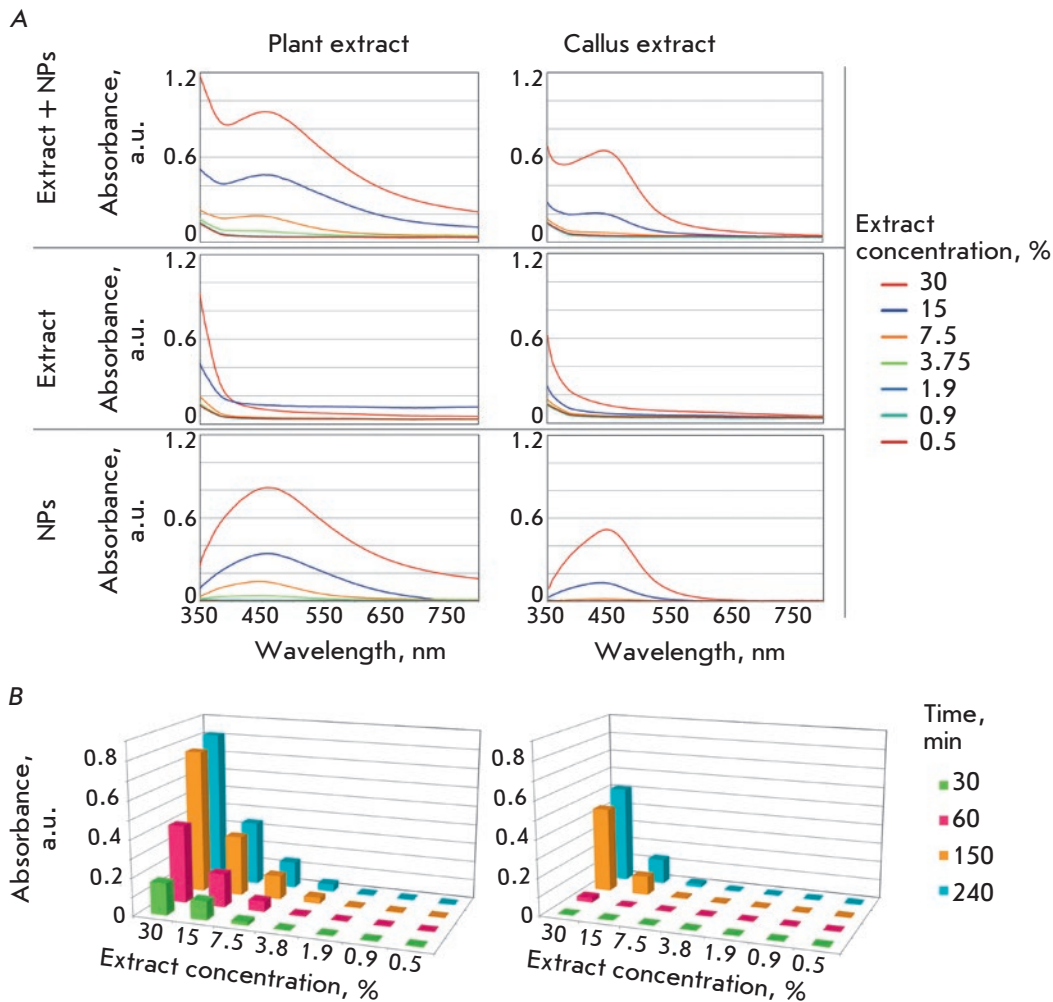 A
Plant extract
Callus extract
Extract + NPs
Absorbance,
a.u.
1.2
0.6
0
1.2
0.6
0
Extract
Absorbance,
a.u.
1.2
0.6
0
1.2
0.6
0
NPs
Absorbance,
a.u.
1.2
0.6
0
350 450 550 650 750
Wavelength, nm
1.2
0.6
0
350 450 550 650 750
Wavelength, nm
Extract
concentration, %
30
15
7.5
3.75
1.9
0.9
0.5
B
Absorbance,
a.u.
0.8
0.6
0.4
0.2
0
30 15 7.5 3.8 1.9 0.9 0.5
Extract concentration, %
0.8
0.6
0.4
0.2
0
30 15 7.5 3.8 1.9 0.9 0.5
Extract concentration, %
Time,
min
30
60
150
240